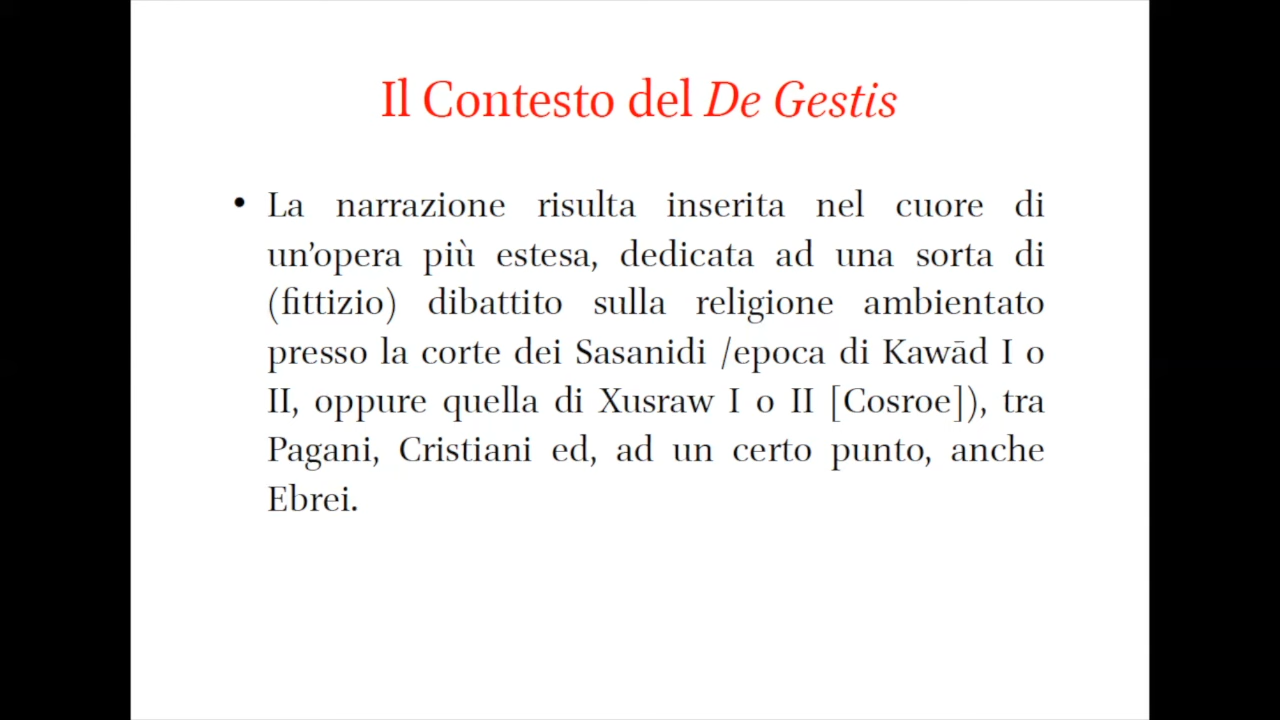 Il Contesto del De Gestis
• La narrazione risulta inserita nel cuore di
un’opera più estesa, dedicata ad una sorta di
(fittizio) dibattito sulla religione ambientato
presso la corte dei Sasanidi /epoca di Kawād I o
II, oppure quella di Xusraw I o II [Cosroe]), tra
Pagani, Cristiani ed, ad un certo punto, anche
Ebrei.